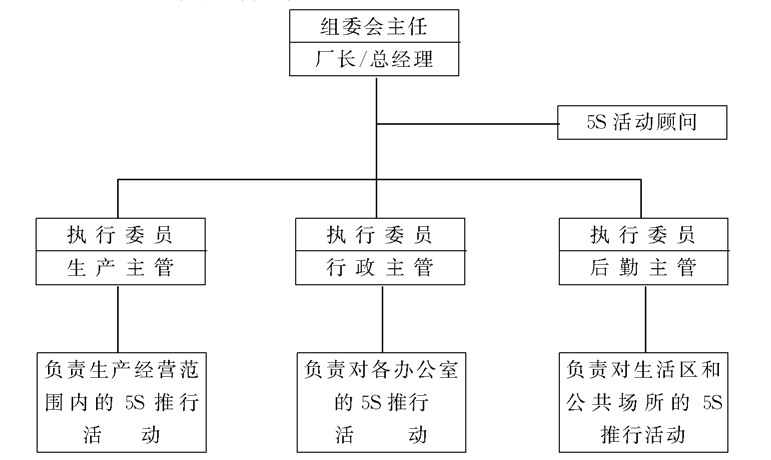 组委会主任
厂长/总经理
5S活动顾问
执行委员
生产主管
执行委员
行政主管
执行委员
后勤主管
负责生产经营范
围内的 5S 推行
活 动
负责对各办公室
的 5S 推行
活 动
负责对生活区和
公共场所的 5S
推行活动